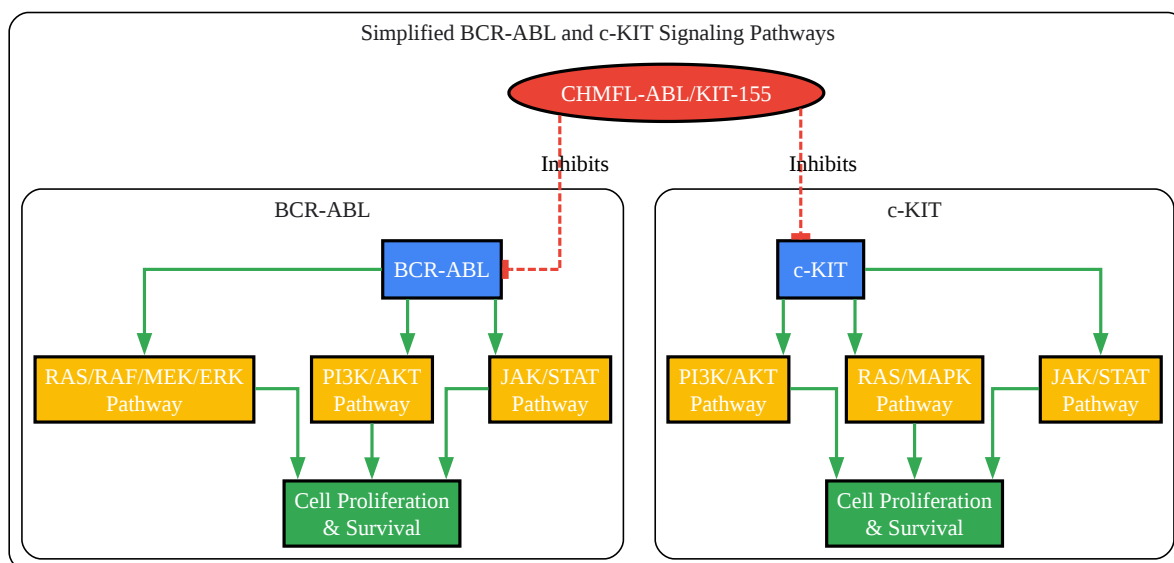 Simplified BCR-ABL and c-KIT Signaling Pathways
CHMFL-ABL/KIT-155
Inhibits
Inhibits
BCR-ABL
BCR-ABL
RAS/RAF/MEK/ERK
Pathway
PI3K/AKT
Pathway
JAK/STAT
Pathway
Cell Proliferation
& Survival
c-KIT
c-KIT
PI3K/AKT
Pathway
RAS/MAPK
Pathway
JAK/STAT
Pathway
Cell Proliferation
& Survival